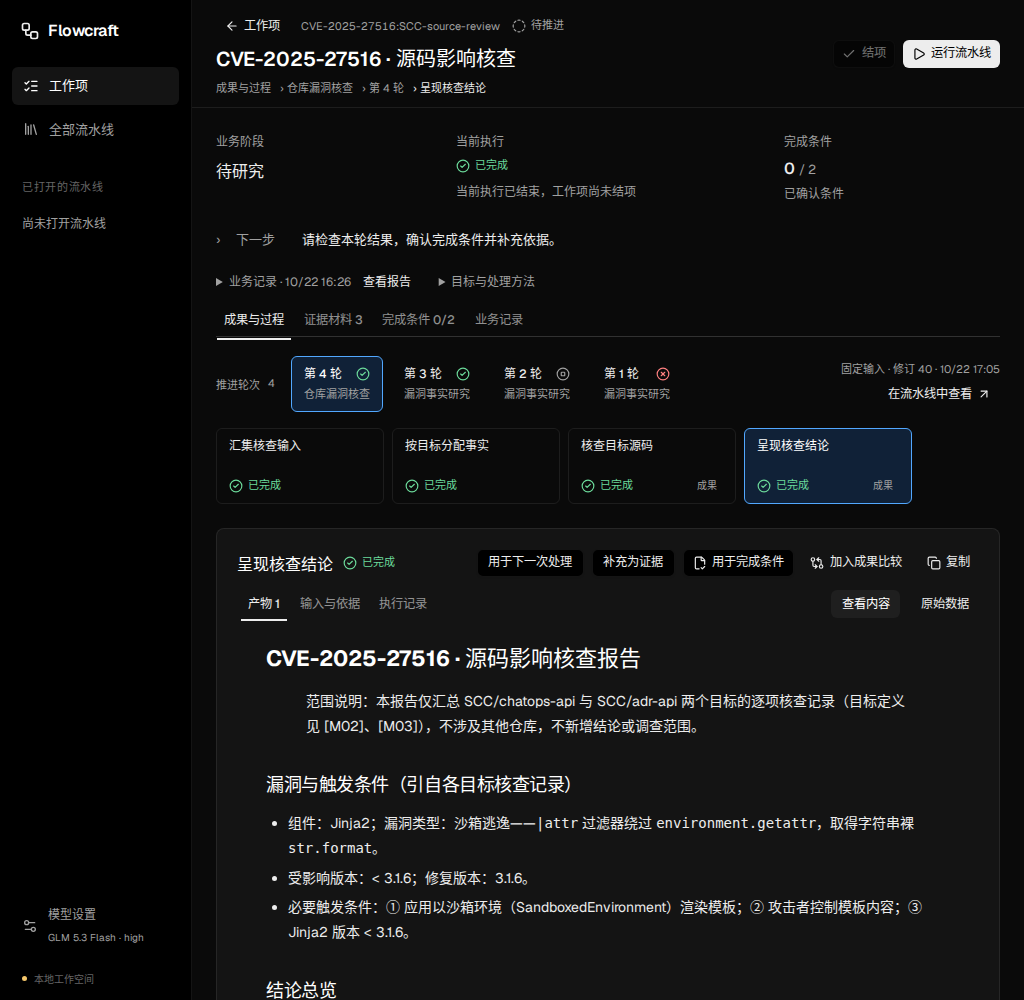 Flowcraft
工作项
全部流水线
已打开的流水线
尚未打开流水线
模型设置
GLM 5.3 Flash · high
本地工作空间
工作项 CVE-2025-27516:SCC-source-review 待推进
CVE-2025-27516 · 源码影响核查
结项 运行流水线
成果与过程 › 仓库漏洞核查 › 第 4 轮 › 呈现核查结论
业务阶段
待研究
当前执行
已完成
当前执行已结束，工作项尚未结项
完成条件
0 / 2
已确认条件
› 下一步 请检查本轮结果，确认完成条件并补充依据。
业务记录 · 10/22 16:26 查看报告 目标与处理方法
成果与过程 证据材料 3 完成条件 0/2 业务记录
推进轮次 4
第 4 轮
仓库漏洞核查
第 3 轮
漏洞事实研究
第 2 轮
漏洞事实研究
第 1 轮
漏洞事实研究
固定输入 · 修订 40 · 10/22 17:05
在流水线中查看
汇集核查输入
已完成
按目标分配事实
已完成
核查目标源码
已完成 成果
呈现核查结论
已完成 成果
呈现核查结论 已完成 用于下一次处理 补充为证据 用于完成条件 加入成果比较 复制
产物 1 输入与依据 执行记录 查看内容 原始数据
CVE-2025-27516 · 源码影响核查报告
范围说明：本报告仅汇总 SCC/chatops-api 与 SCC/adr-api 两个目标的逐项核查记录（目标定义
见 [M02]、[M03]），不涉及其他仓库，不新增结论或调查范围。
漏洞与触发条件（引自各目标核查记录）
• 组件：Jinja2；漏洞类型：沙箱逃逸——|attr 过滤器绕过 environment.getattr，取得字符串裸
str.format。
• 受影响版本：< 3.1.6；修复版本：3.1.6。
• 必要触发条件：① 应用以沙箱环境（SandboxedEnvironment）渲染模板；② 攻击者控制模板内容；③
Jinja2 版本 < 3.1.6。
结论总览